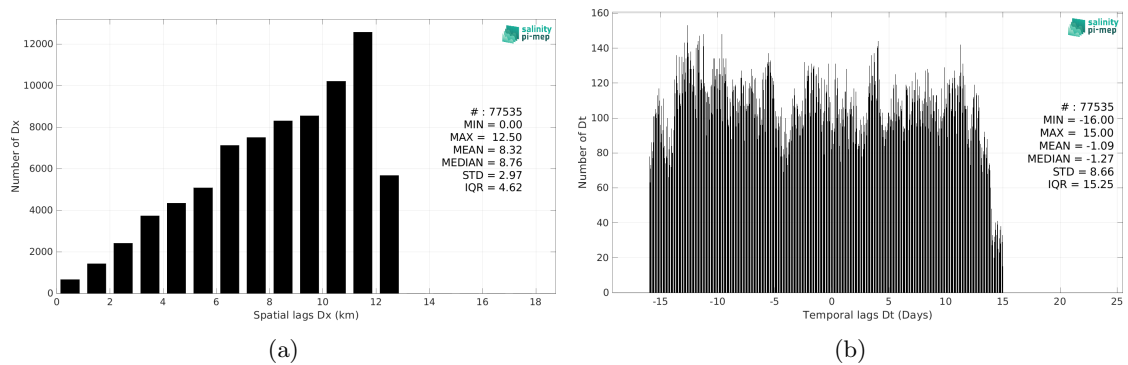 salinity
pi-mep
12000
10000
8000
6000
4000
2000
0
Number of Dx
# : 77535
MIN = 0.00
MAX = 12.50
MEAN = 8.32
MEDIAN = 8.76
STD = 2.97
IQR = 4.62
0 2 4 6 8 10 12 14 16 18
Spatial lags Dx (km)
(a)
salinity
pi-mep
160
140
120
100
80
60
40
20
0
Number of Dt
# : 77535
MIN = -16.00
MAX = 15.00
MEAN = -1.09
MEDIAN = -1.27
STD = 8.66
IQR = 15.25
-15 -10 -5 0 5 10 15 20 25
Temporal lags Dt (Days)
(b)